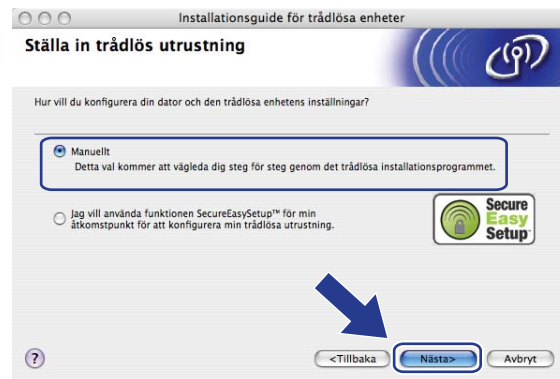 Installationsguide för trådlösa enheter
Ställa in trådlös utrustning
Hur vill du konfigurera din dator och den trådlösa enhetens inställningar?
Manuellt
Detta val kommer att vägleda dig steg för steg genom det trådlösa installationsprogrammet.
Jag vill använda funktionen SecureEasySetup™ för min
åtkomstpunkt för att konfigurera min trådlösa utrustning.
Secure
Easy
Setup
?
<Tillbaka
Nästa>
Avbryt